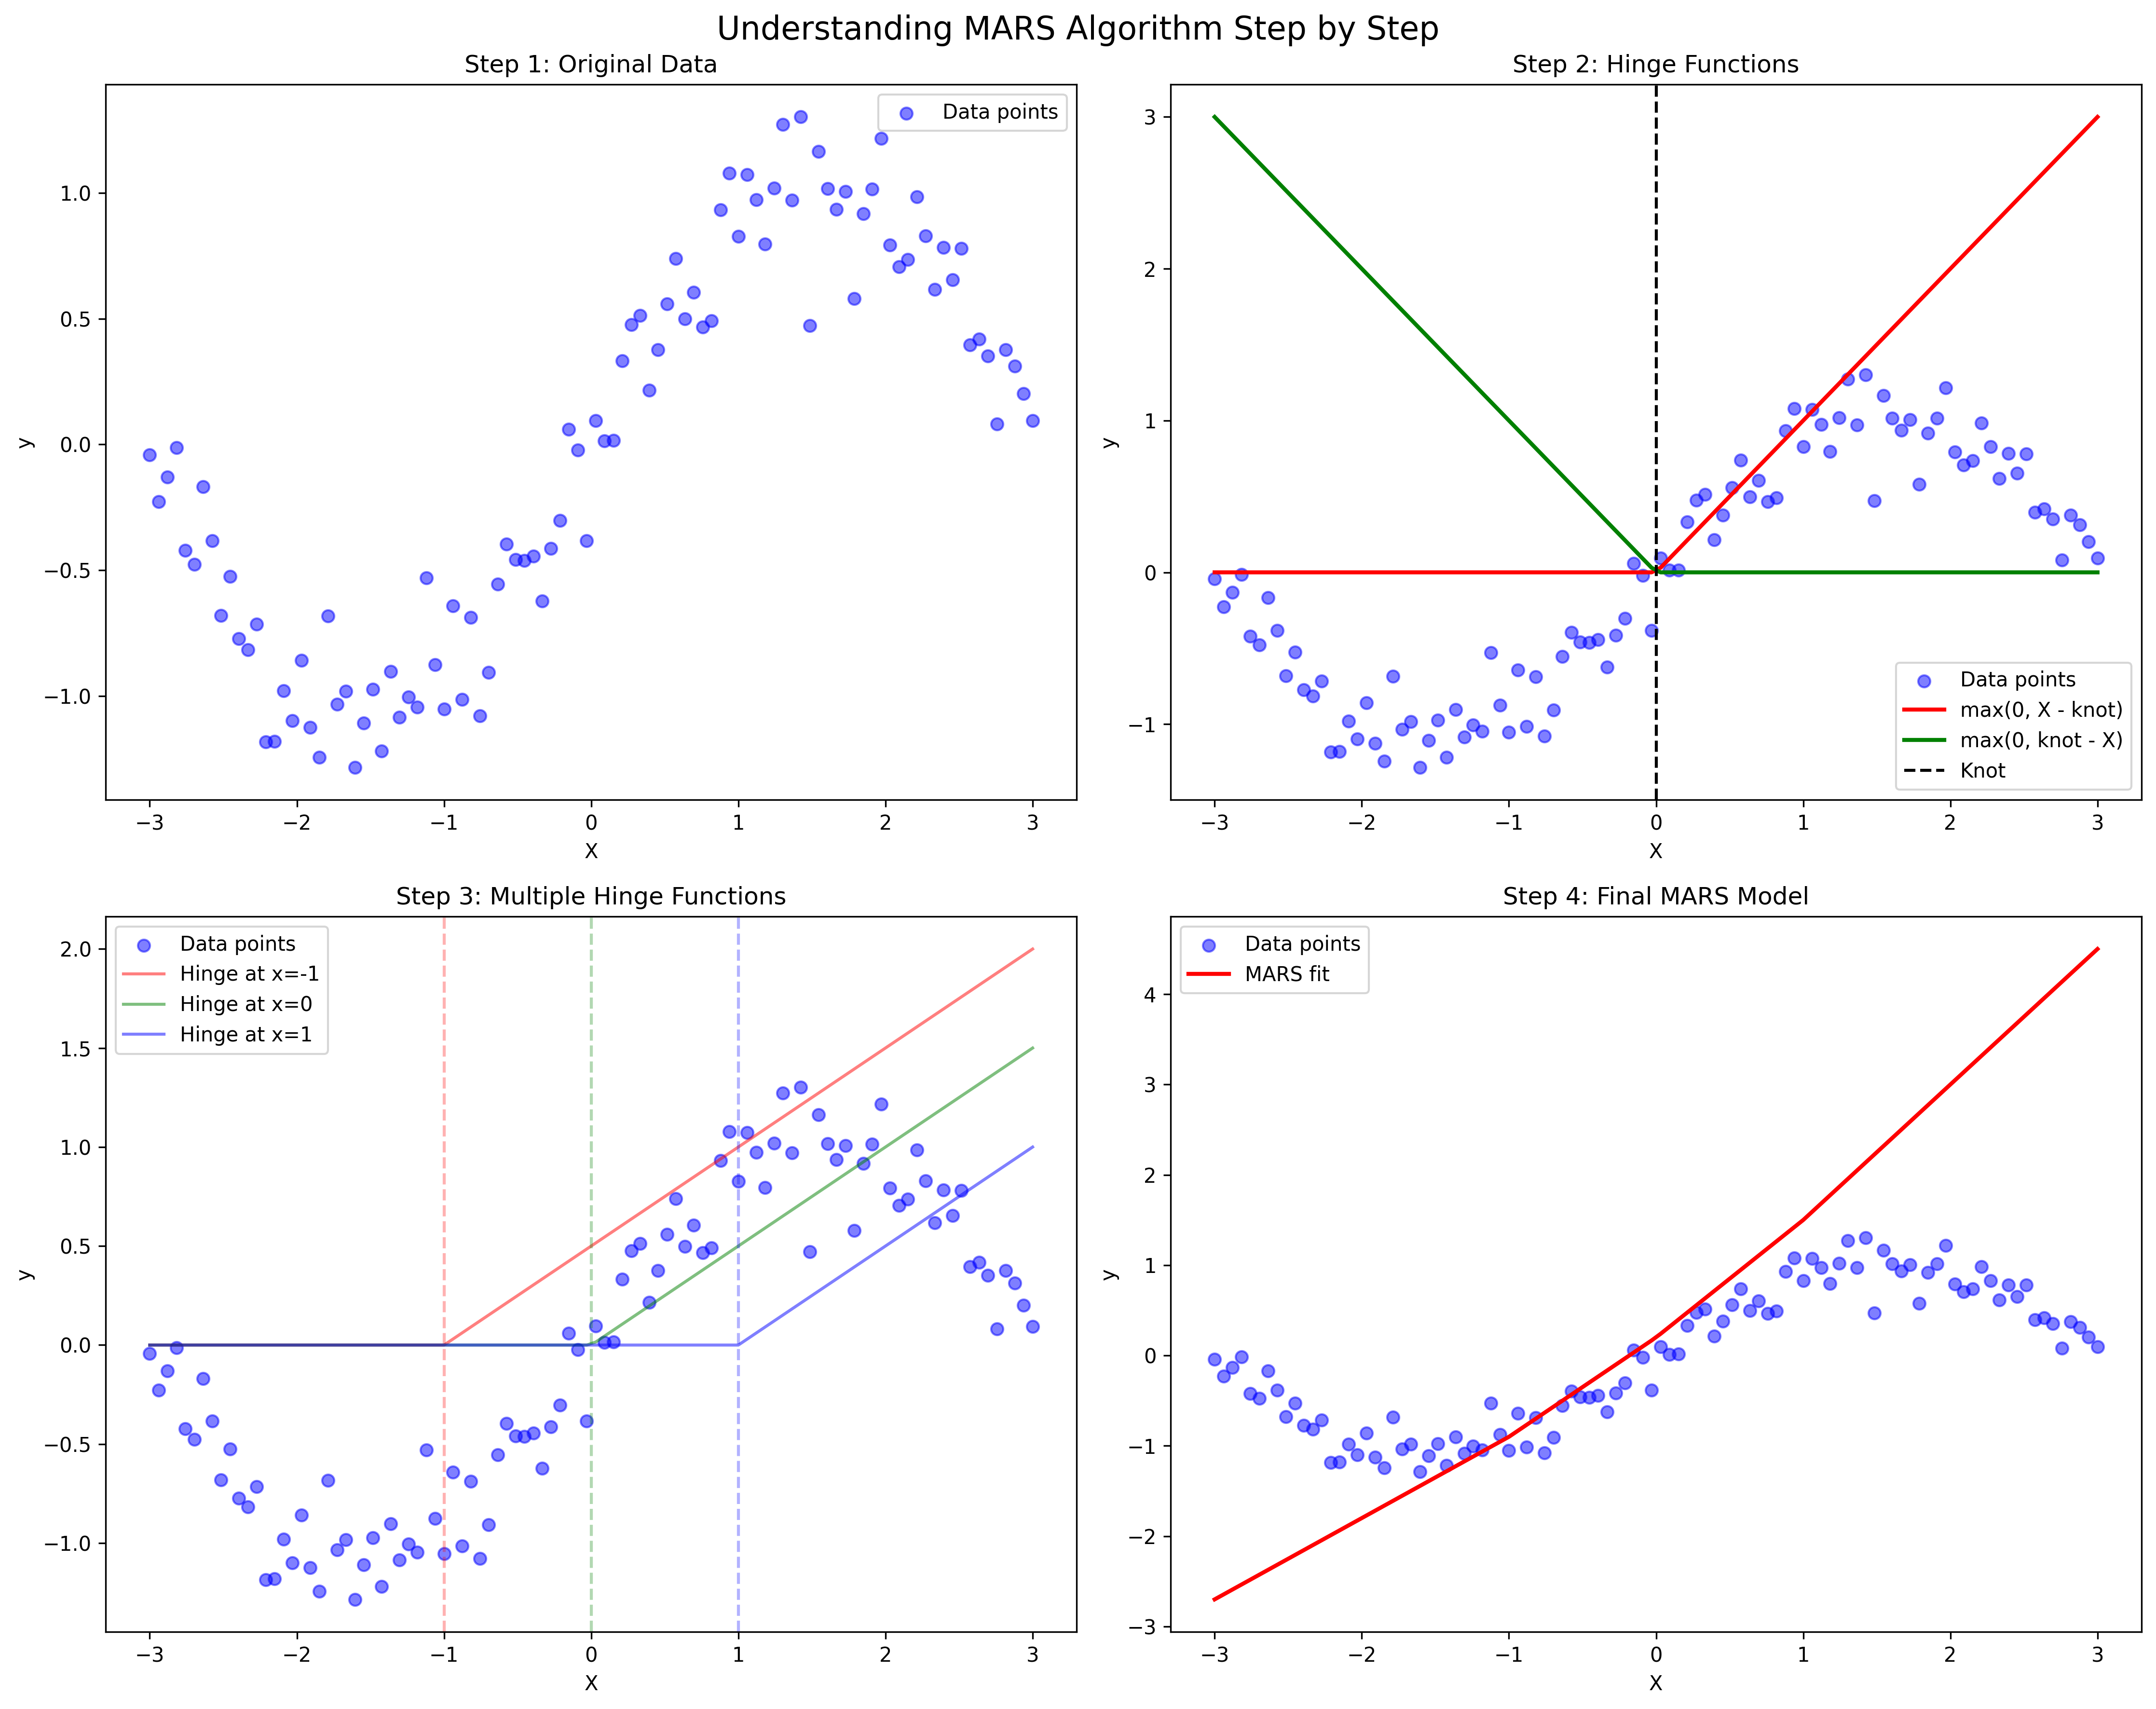 Understanding MARS Algorithm Step by Step
Step 1: Original Data
Data points
1.0
0.5
0.0
−0.5
−1.0
y
−3 −2 −1 0 1 2 3
X
Step 2: Hinge Functions
3
2
1
0
−1
y
Data points
max(0, X - knot)
max(0, knot - X)
Knot
−3 −2 −1 0 1 2 3
X
Step 3: Multiple Hinge Functions
Data points
Hinge at x=-1
Hinge at x=0
Hinge at x=1
2.0
1.5
1.0
0.5
0.0
−0.5
−1.0
y
−3 −2 −1 0 1 2 3
X
Step 4: Final MARS Model
Data points
MARS fit
4
3
2
1
0
−1
−2
−3
y
−3 −2 −1 0 1 2 3
X